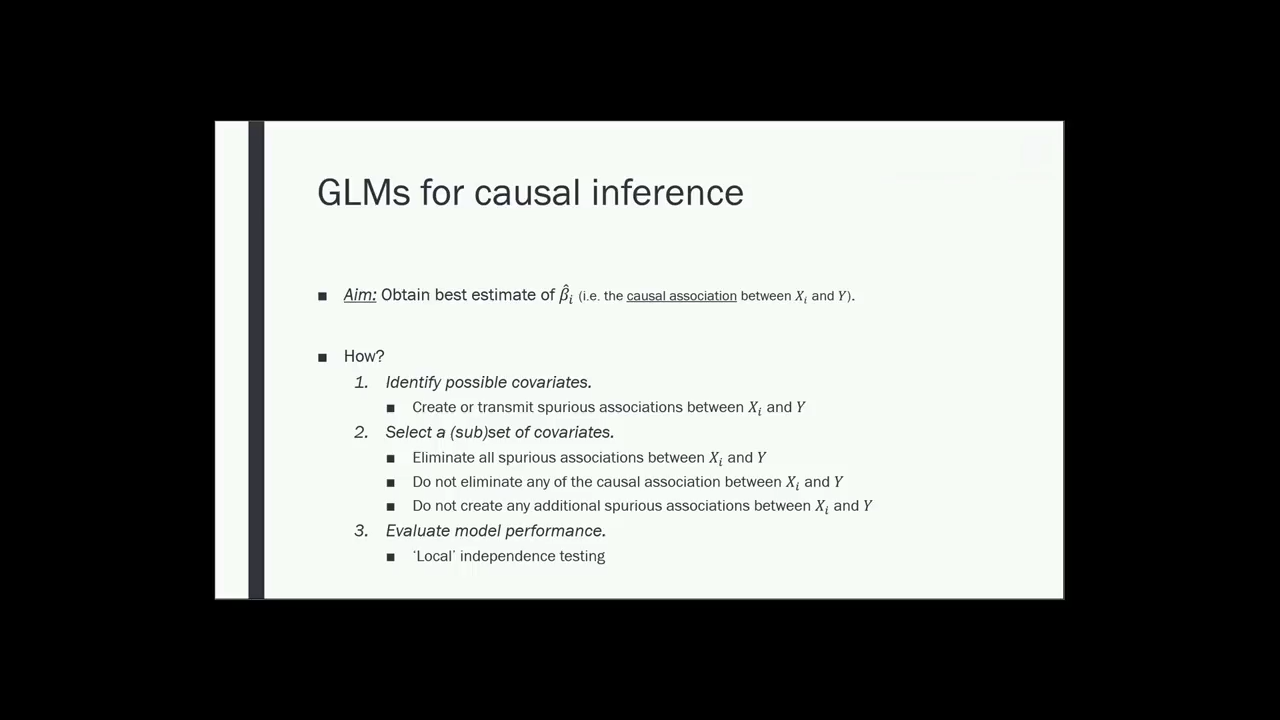 GLMs for causal inference
■ Aim: Obtain best estimate of β̂ᵢ (i.e. the causal association between Xᵢ and Y).
■ How?
1. Identify possible covariates.
■ Create or transmit spurious associations between Xᵢ and Y
2. Select a (sub)set of covariates.
■ Eliminate all spurious associations between Xᵢ and Y
■ Do not eliminate any of the causal association between Xᵢ and Y
■ Do not create any additional spurious associations between Xᵢ and Y
3. Evaluate model performance.
■ ‘Local’ independence testing